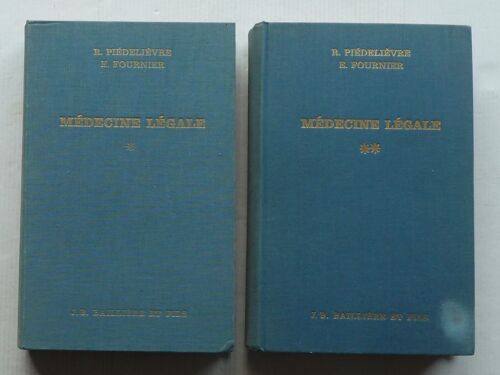 R. PIÉDELIÈVRE
E. FOURNIER
MÉDECINE LÉGALE
*
J.-B. BAILLIÈRE ET FILS
R. PIÉDELIÈVRE
E. FOURNIER
MÉDECINE LÉGALE
**
J.-B. BAILLIÈRE ET FILS